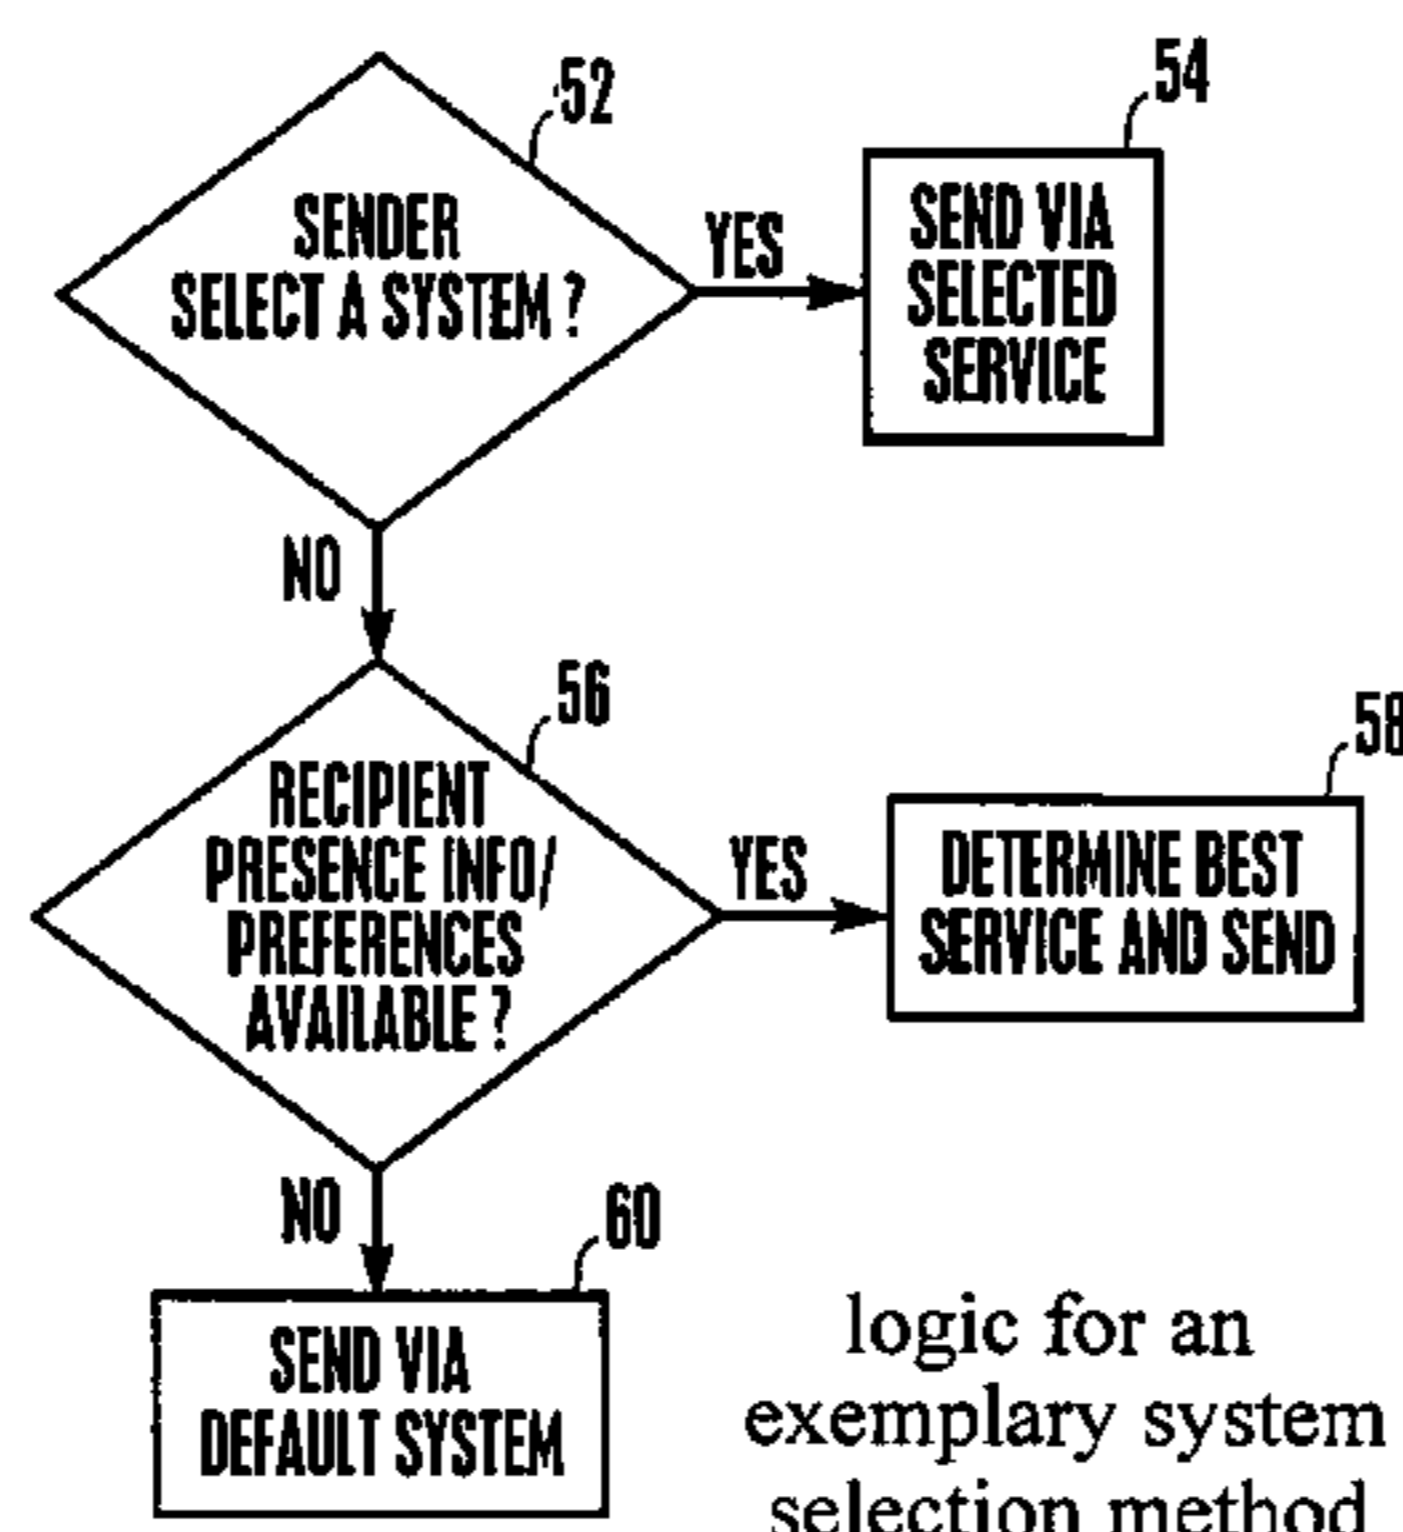 52
SENDER
SELECT A SYSTEM ?
YES
54
SEND VIA
SELECTED
SERVICE
NO
56
RECIPIENT
PRESENCE INFO/
PREFERENCES
AVAILABLE ?
YES
58
DETERMINE BEST
SERVICE AND SEND
NO
60
SEND VIA
DEFAULT SYSTEM
logic for an
exemplary system
selection method